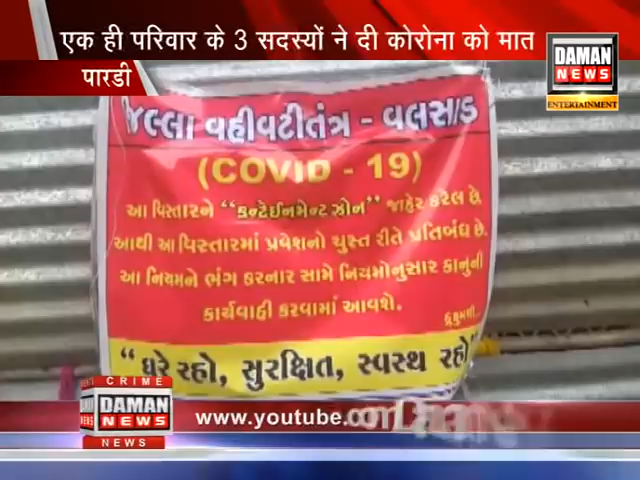 एक ही परिवार के 3 सदस्यों ने दी कोरोना को मात
पारडी
DAMAN
NEWS
ENTERTAINMENT
જિલ્લા વહીવટીતંત્ર - વલસાડ
(COVID - 19)
આ વિસ્તારને "કન્ટેઈનમેન્ટ ઝોન" જાહેર કરેલ છે.
આથી આ વિસ્તારમાં પ્રવેશનો ચુસ્ત રીતે પ્રતિબંધ છે.
આ નિયમને ભંગ કરનાર સામે નિયમોનુસાર કાનુની
કાર્યવાહી કરવામાં આવશે.
હુકુમથી..
"ઘરે રહો, સુરક્ષિત, સ્વસ્થ રહો"
CRIME
DAMAN
NEWS
NEWS
www.youtube.com